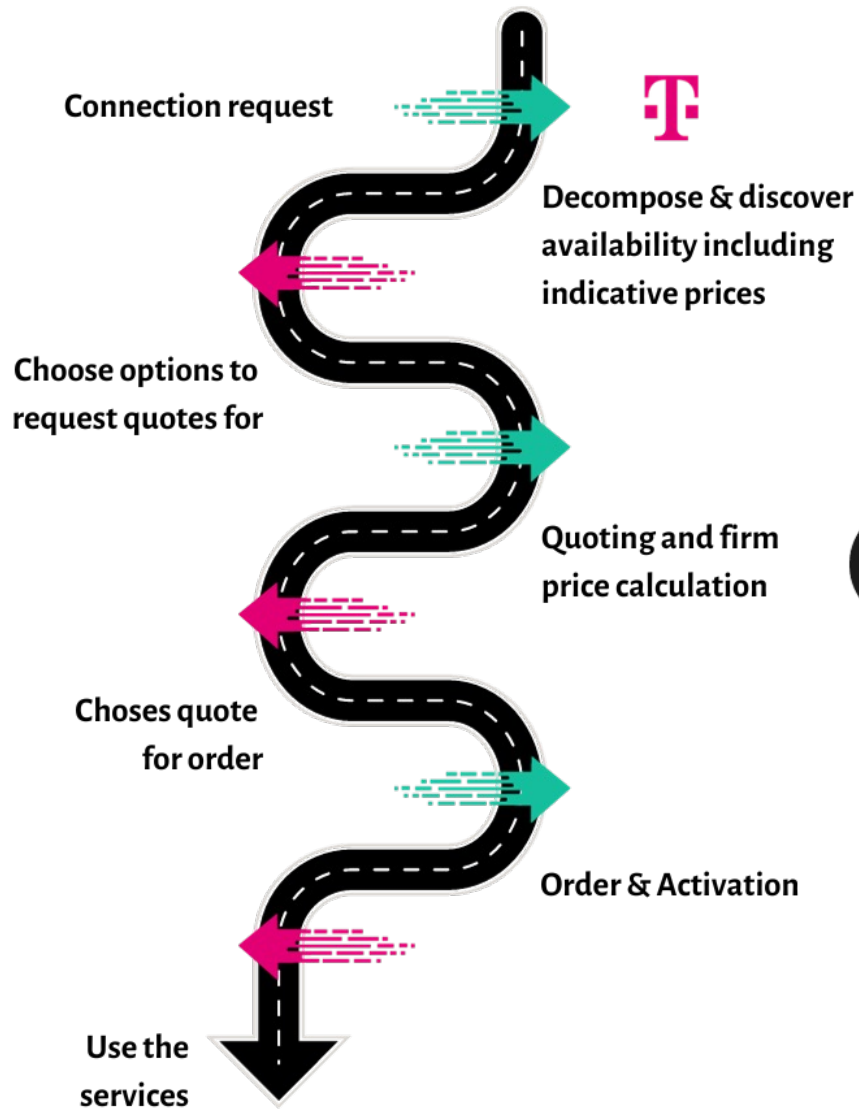 Connection request
T
Decompose & discover
availability including
indicative prices
Choose options to
request quotes for
Quoting and firm
price calculation
Choses quote
for order
Order & Activation
Use the
services